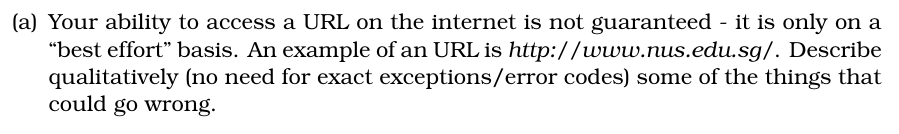 (a) Your ability to access a URL on the internet is not guaranteed - it is only on a
“best effort” basis. An example of an URL is http://www.nus.edu.sg/. Describe
qualitatively (no need for exact exceptions/error codes) some of the things that
could go wrong.